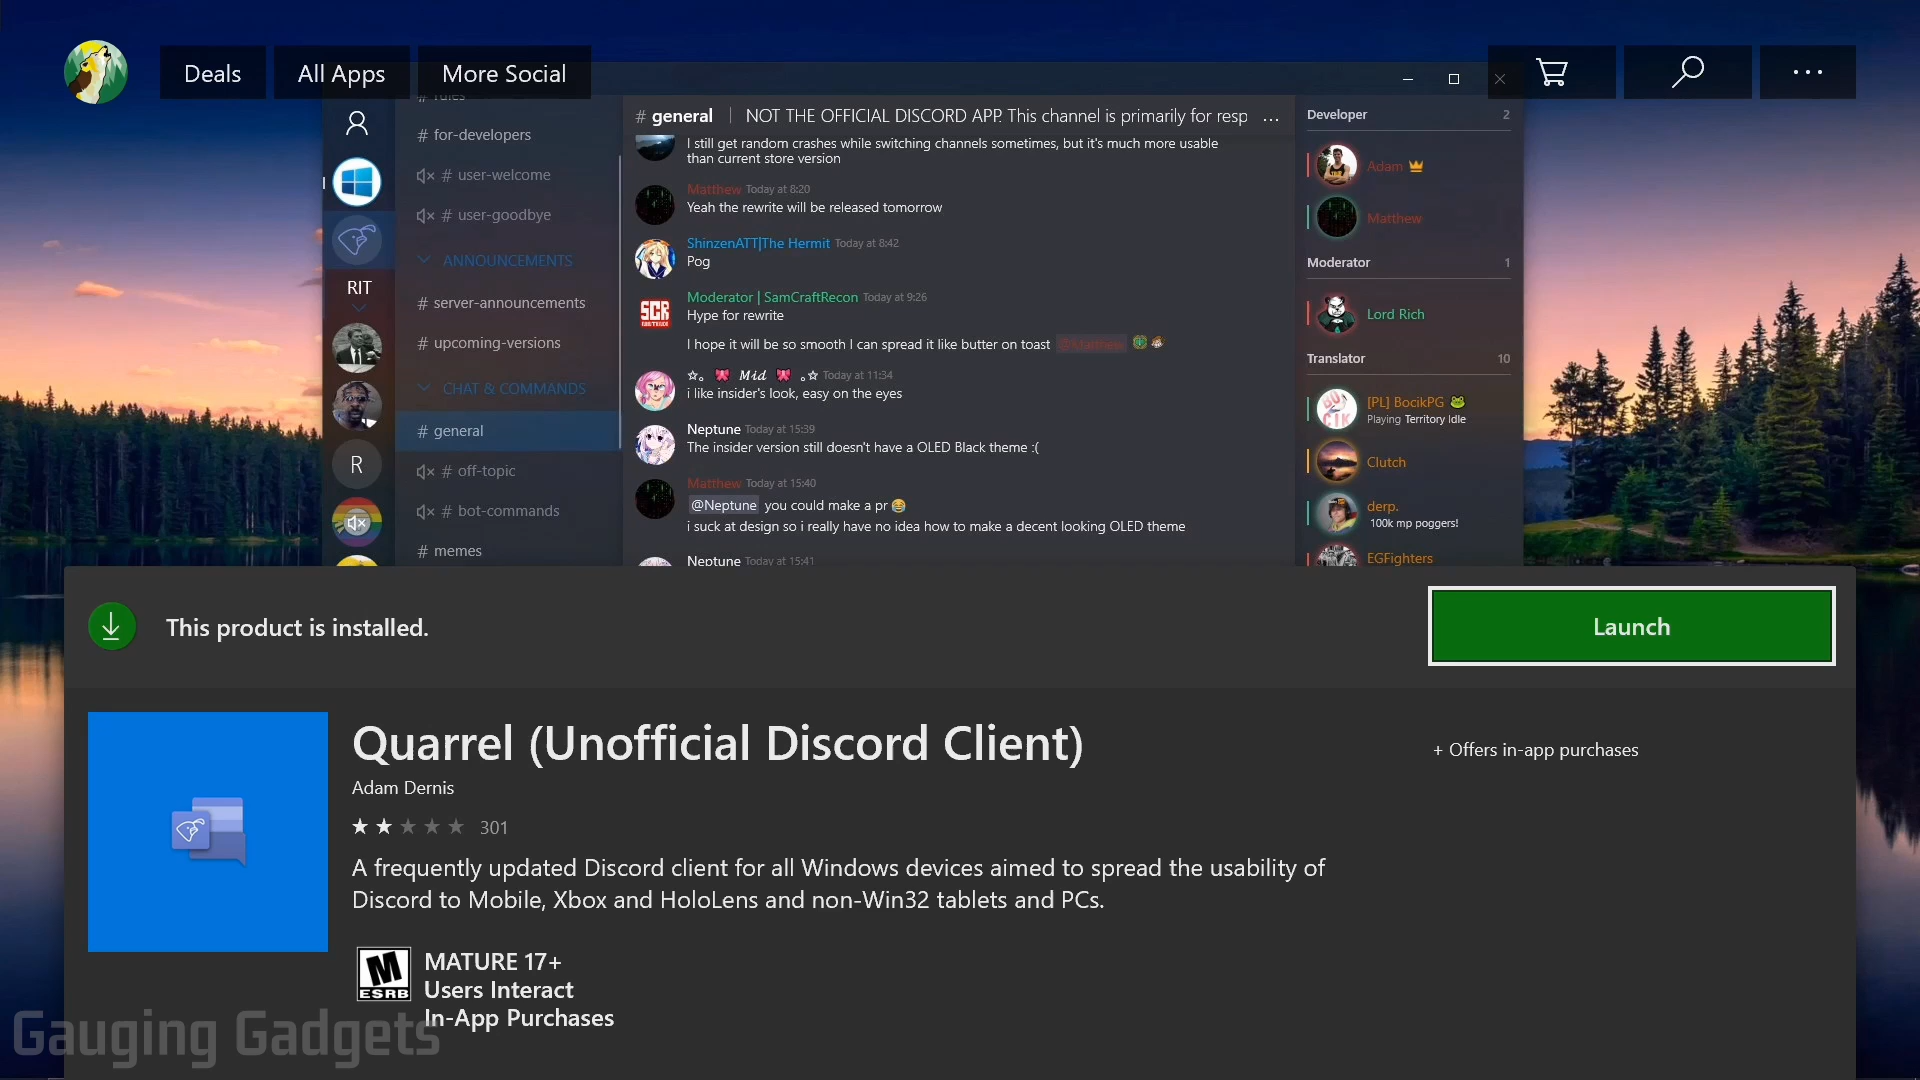 Deals
All Apps
More Social
# rules
# for-developers
# user-welcome
# user-goodbye
ANNOUNCEMENTS
# server-announcements
# upcoming-versions
CHAT & COMMANDS
# general
# off-topic
# bot-commands
# memes
RIT
R
# general | NOT THE OFFICIAL DISCORD APP. This channel is primarily for resp ...
I still get random crashes while switching channels sometimes, but it's much more usable
than current store version
Matthew Today at 8:20
Yeah the rewrite will be released tomorrow
ShinzenATT|The Hermit Today at 8:42
Pog
SCR
Moderator | SamCraftRecon Today at 9:26
Hype for rewrite
I hope it will be so smooth I can spread it like butter on toast @Matthew
Mid Today at 11:34
i like insider's look, easy on the eyes
Neptune Today at 15:39
The insider version still doesn't have a OLED Black theme :(
Matthew Today at 15:40
@Neptune you could make a pr
i suck at design so i really have no idea how to make a decent looking OLED theme
Neptune Today at 15:41
Developer 2
Adam
Matthew
Moderator 1
Lord Rich
Translator 10
[PL] BocikPG
Playing Territory Idle
Clutch
derp.
100k mp poggers!
EGFighters
This product is installed.
Launch
Quarrel (Unofficial Discord Client)
Adam Dernis
301
+ Offers in-app purchases
A frequently updated Discord client for all Windows devices aimed to spread the usability of
Discord to Mobile, Xbox and HoloLens and non-Win32 tablets and PCs.
M
ESRB
MATURE 17+
Users Interact
In-App Purchases
Gauging Gadgets